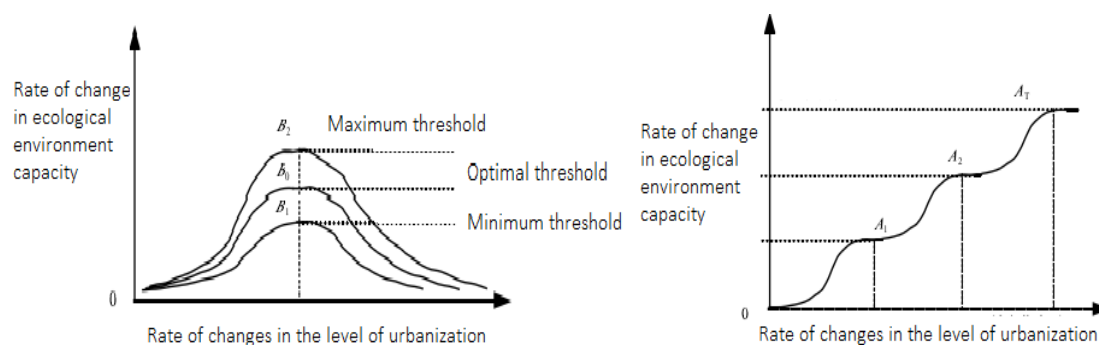 Rate of change
in ecological
environment
capacity
B2
Maximum threshold
B0
Optimal threshold
B1
Minimum threshold
0
Rate of changes in the level of urbanization
Rate of change
in ecological
environment
capacity
AT
A2
A1
0
Rate of changes in the level of urbanization